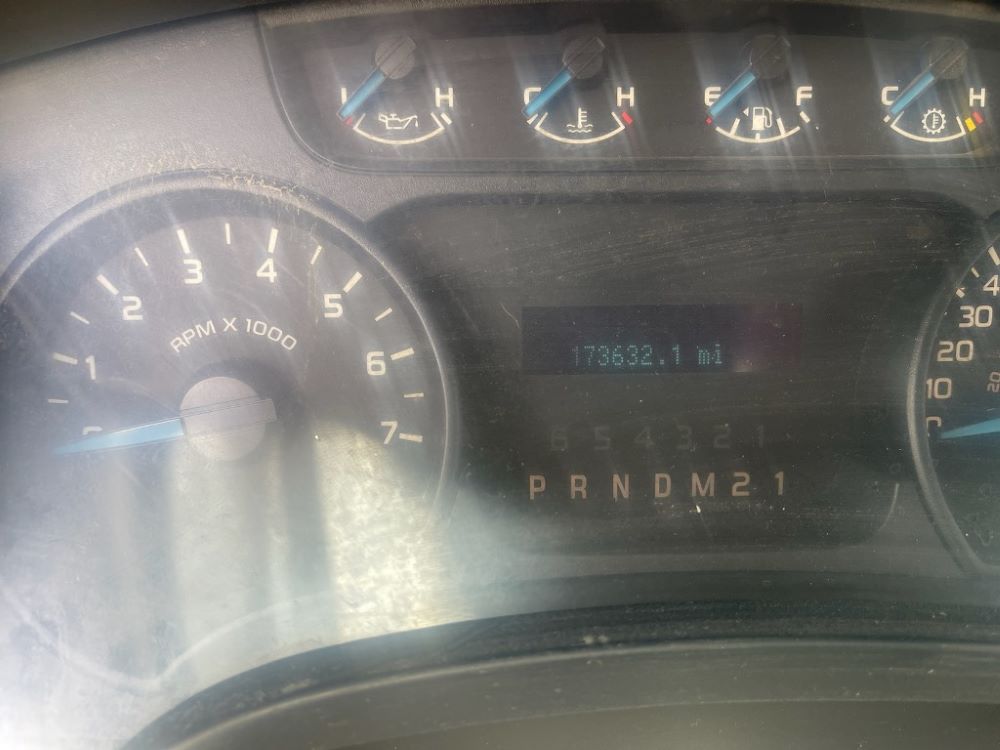 L H C H E F C H
1 2 3 4 5 6 7
RPM X 1000
173632.1 mi
6 5 4 3 2 1
P R N D M 2 1
0 10 20 30